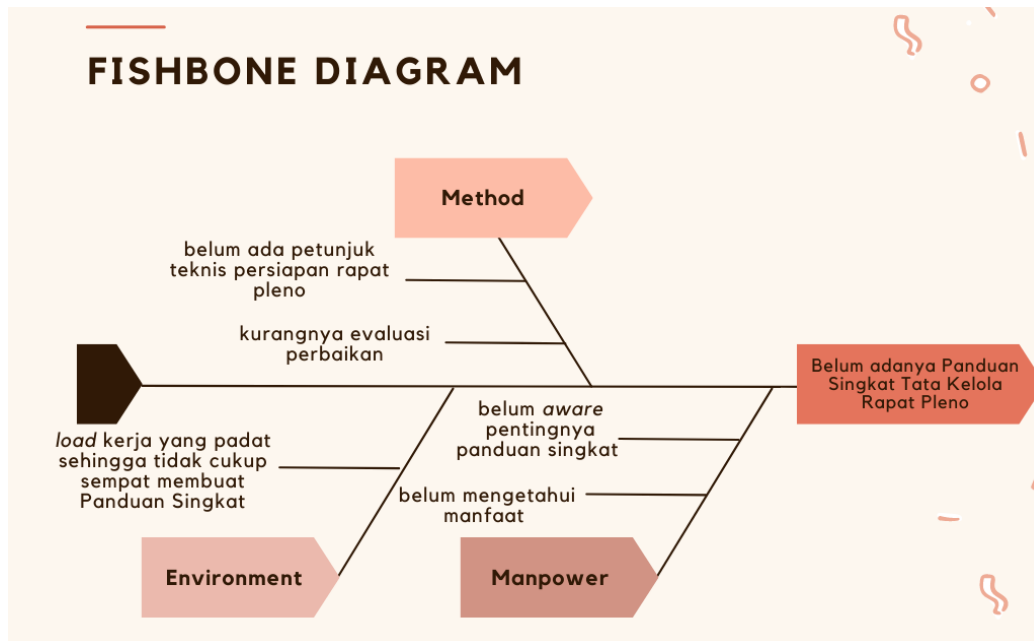 FISHBONE DIAGRAM
Method
belum ada petunjuk
teknis persiapan rapat
pleno
kurangnya evaluasi
perbaikan
Belum adanya Panduan
Singkat Tata Kelola
Rapat Pleno
load kerja yang padat
sehingga tidak cukup
sempat membuat
Panduan Singkat
belum aware
pentingnya
panduan singkat
belum mengetahui
manfaat
Environment
Manpower